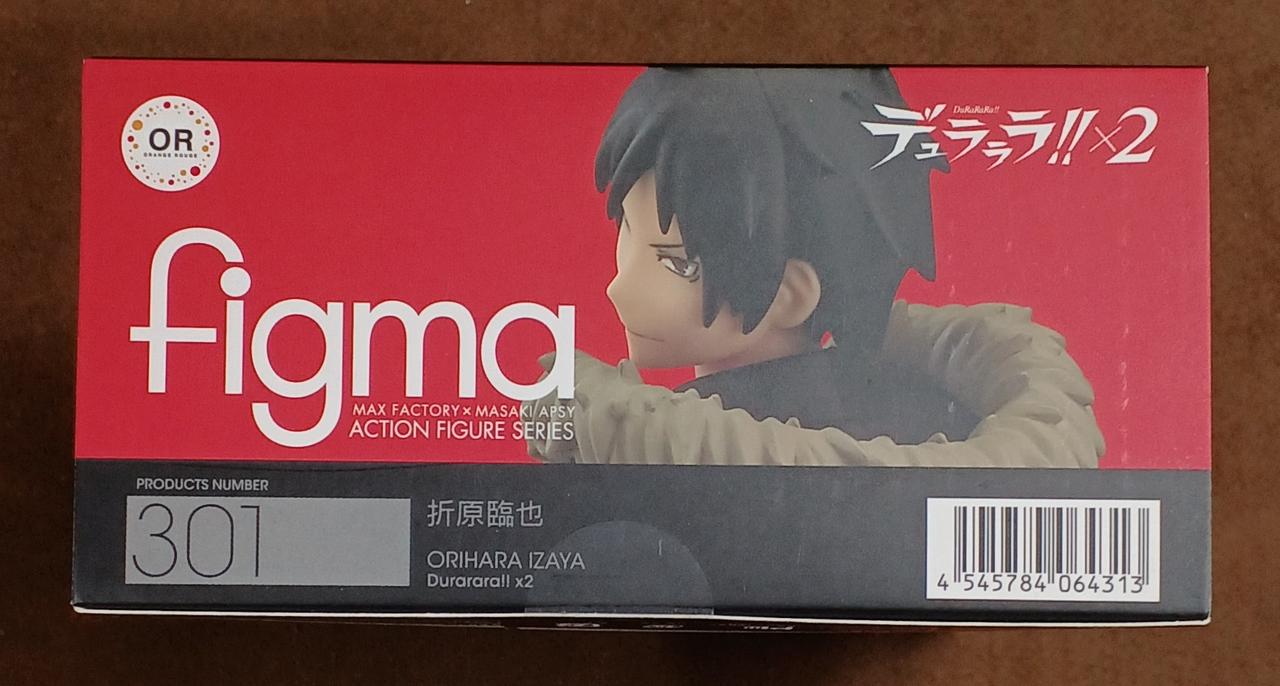 OR
ORANGE ROUGE
DuRaRaRa!!
デュラララ!!×2
figma
MAX FACTORY×MASAKI APSY
ACTION FIGURE SERIES
PRODUCTS NUMBER
301
折原臨也
ORIHARA IZAYA
Durarara!! x2
4 545784 064313